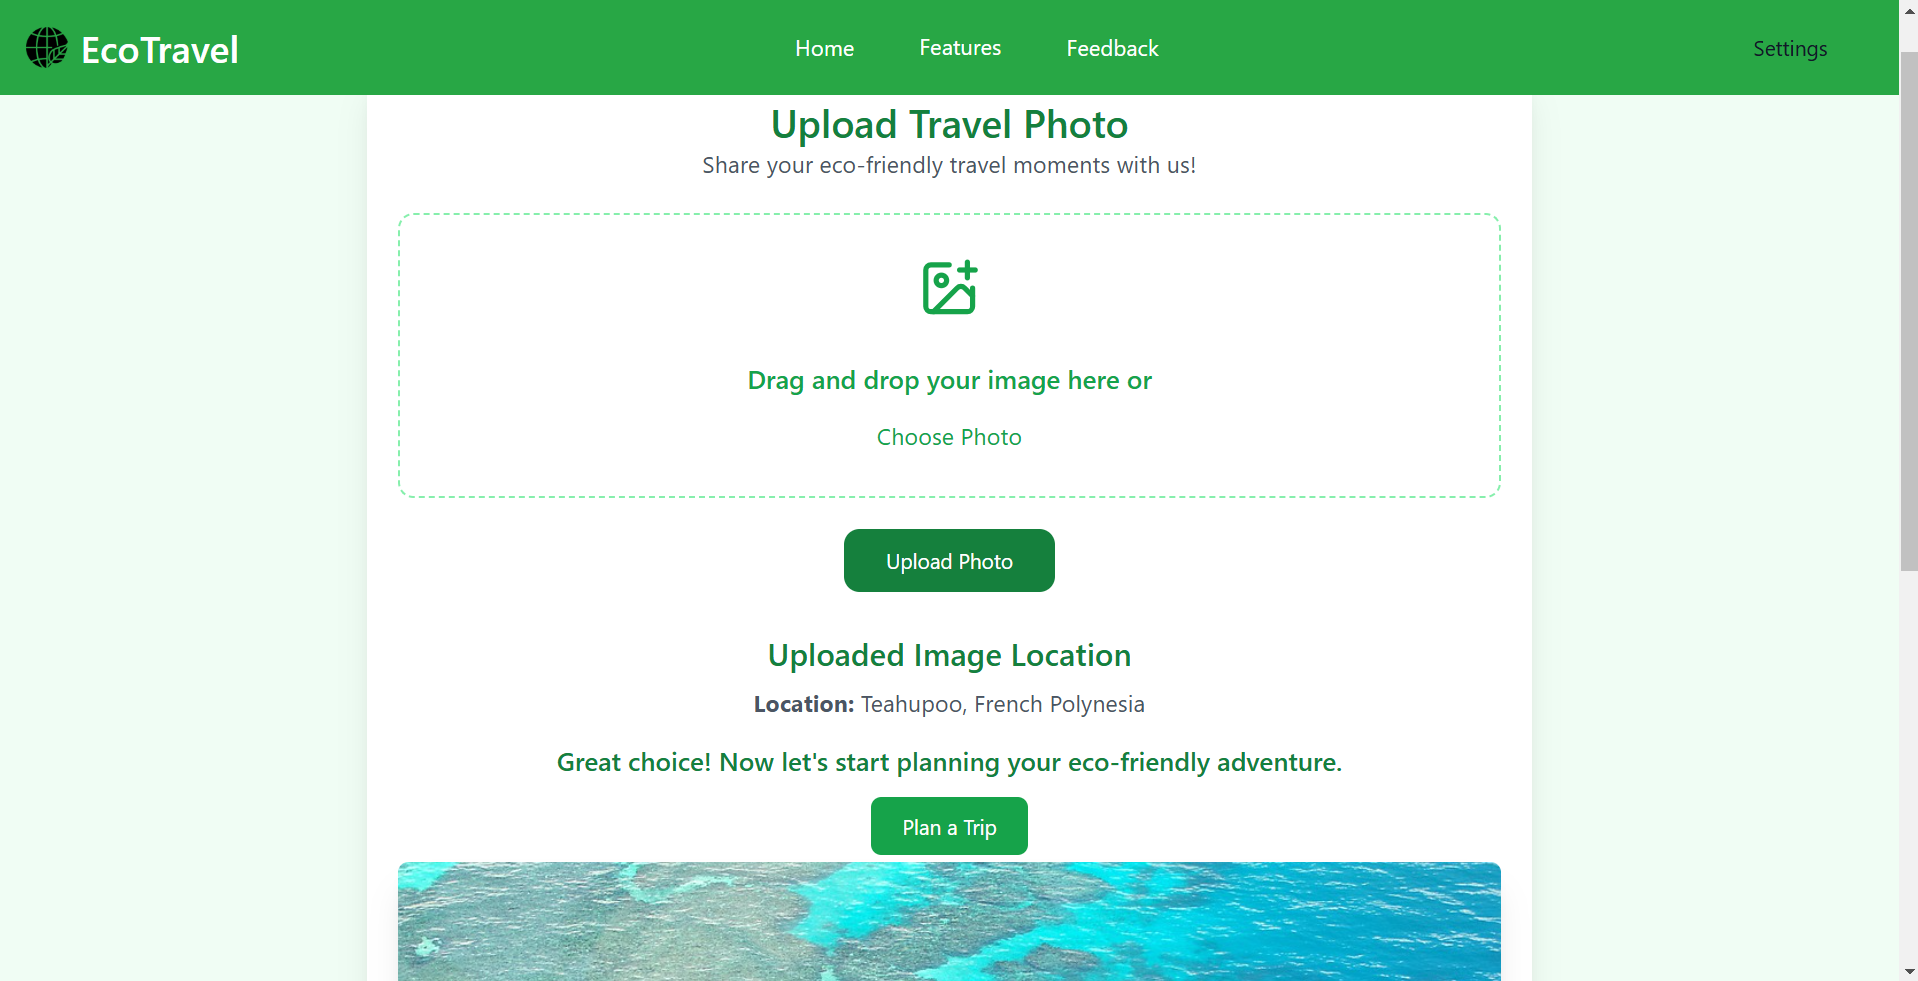 EcoTravel
Home
Features
Feedback
Settings
Upload Travel Photo
Share your eco-friendly travel moments with us!
Drag and drop your image here or
Choose Photo
Upload Photo
Uploaded Image Location
Location: Teahupoo, French Polynesia
Great choice! Now let's start planning your eco-friendly adventure.
Plan a Trip